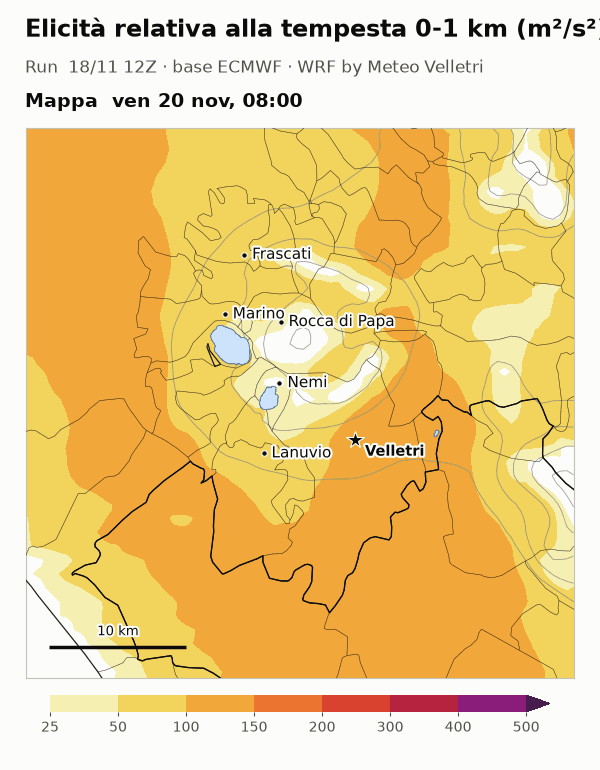 Elicità relativa alla tempesta 0-1 km (m²/s²)
Run  18/11 12Z · base ECMWF · WRF by Meteo Velletri
Mappa  ven 20 nov, 08:00
Frascati
Marino
Rocca di Papa
Nemi
Velletri
Lanuvio
10 km
25 50 100 150 200 300 400 500